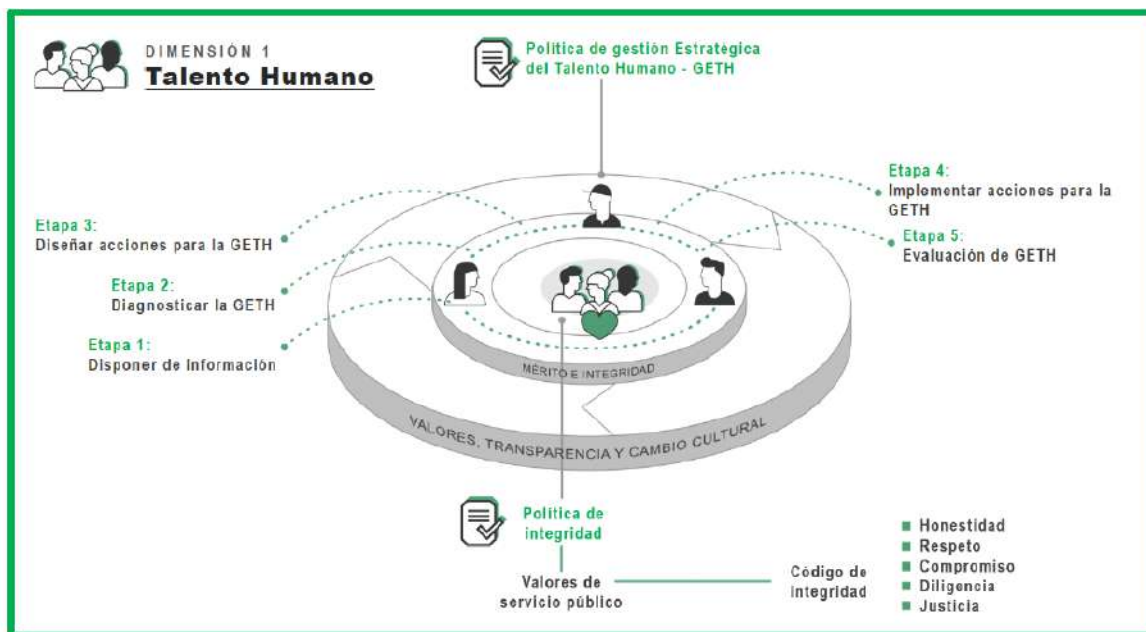 DIMENSIÓN 1
Talento Humano
Política de gestión Estratégica
del Talento Humano - GETH
Etapa 4:
Implementar acciones para la
GETH
Etapa 3:
Diseñar acciones para la GETH
Etapa 5:
Evaluación de GETH
Etapa 2:
Diagnosticar la GETH
Etapa 1:
Disponer de Información
MÉRITO E INTEGRIDAD
VALORES, TRANSPARENCIA Y CAMBIO CULTURAL
Política de
integridad
Valores de
servicio público
Código de
integridad
Honestidad
Respeto
Compromiso
Diligencia
Justicia